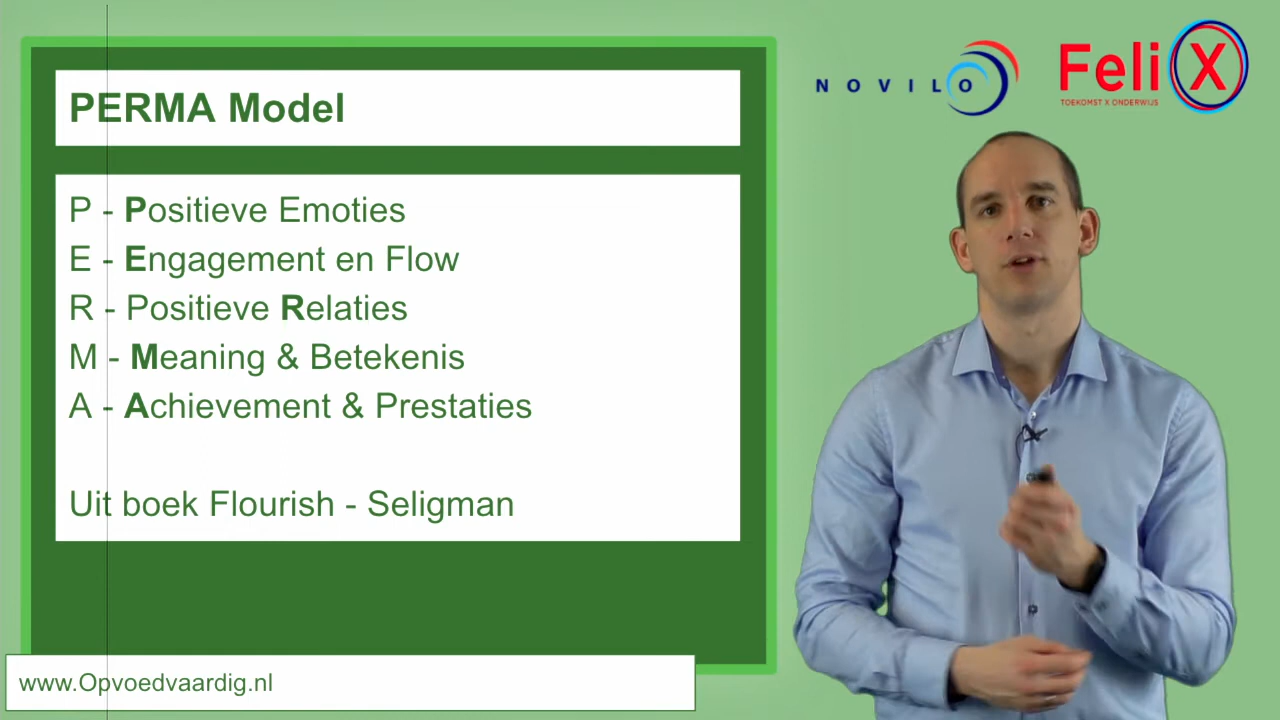 PERMA Model
P - Positieve Emoties
E - Engagement en Flow
R - Positieve Relaties
M - Meaning & Betekenis
A - Achievement & Prestaties
Uit boek Flourish - Seligman
www.Opvoedvaardig.nl
NOVILO
FeliX
TOEKOMST X ONDERWIJS